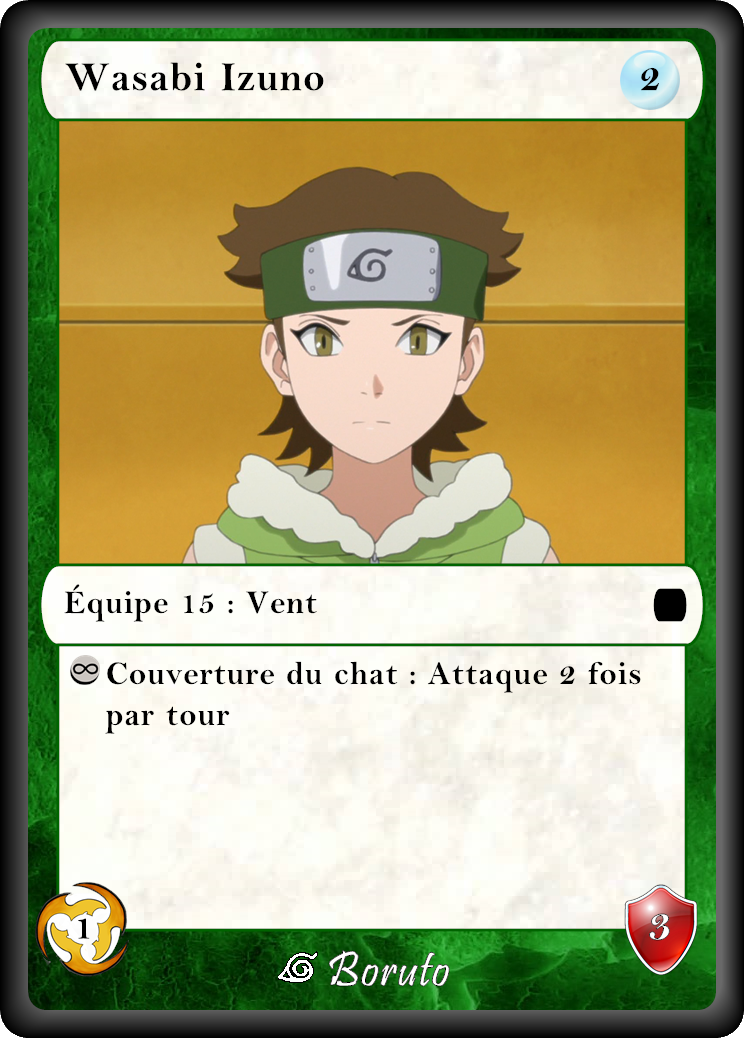 Wasabi Izuno
2
Équipe 15 : Vent
Couverture du chat : Attaque 2 fois
par tour
1
3
Boruto